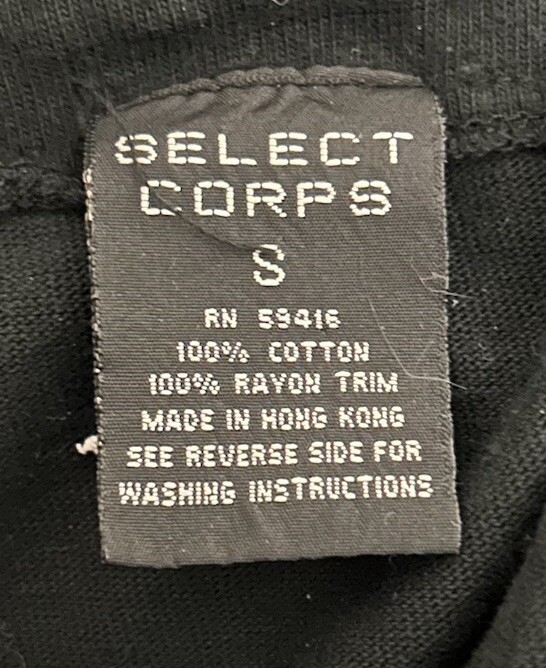 SELECT
CORPS
S
RN 59416
100% COTTON
100% RAYON TRIM
MADE IN HONG KONG
SEE REVERSE SIDE FOR
WASHING INSTRUCTIONS